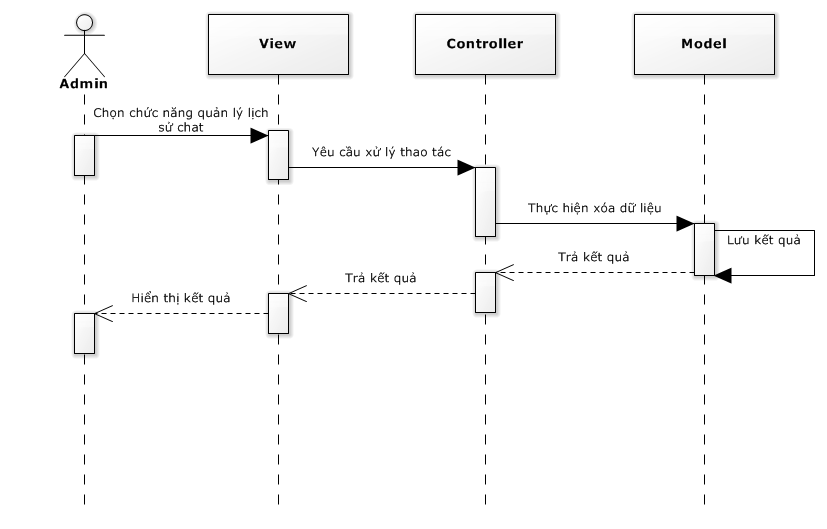 View
Controller
Model
Admin
Chọn chức năng quản lý lịch
sử chat
Yêu cầu xử lý thao tác
Thực hiện xóa dữ liệu
Lưu kết quả
Trả kết quả
Trả kết quả
Hiển thị kết quả